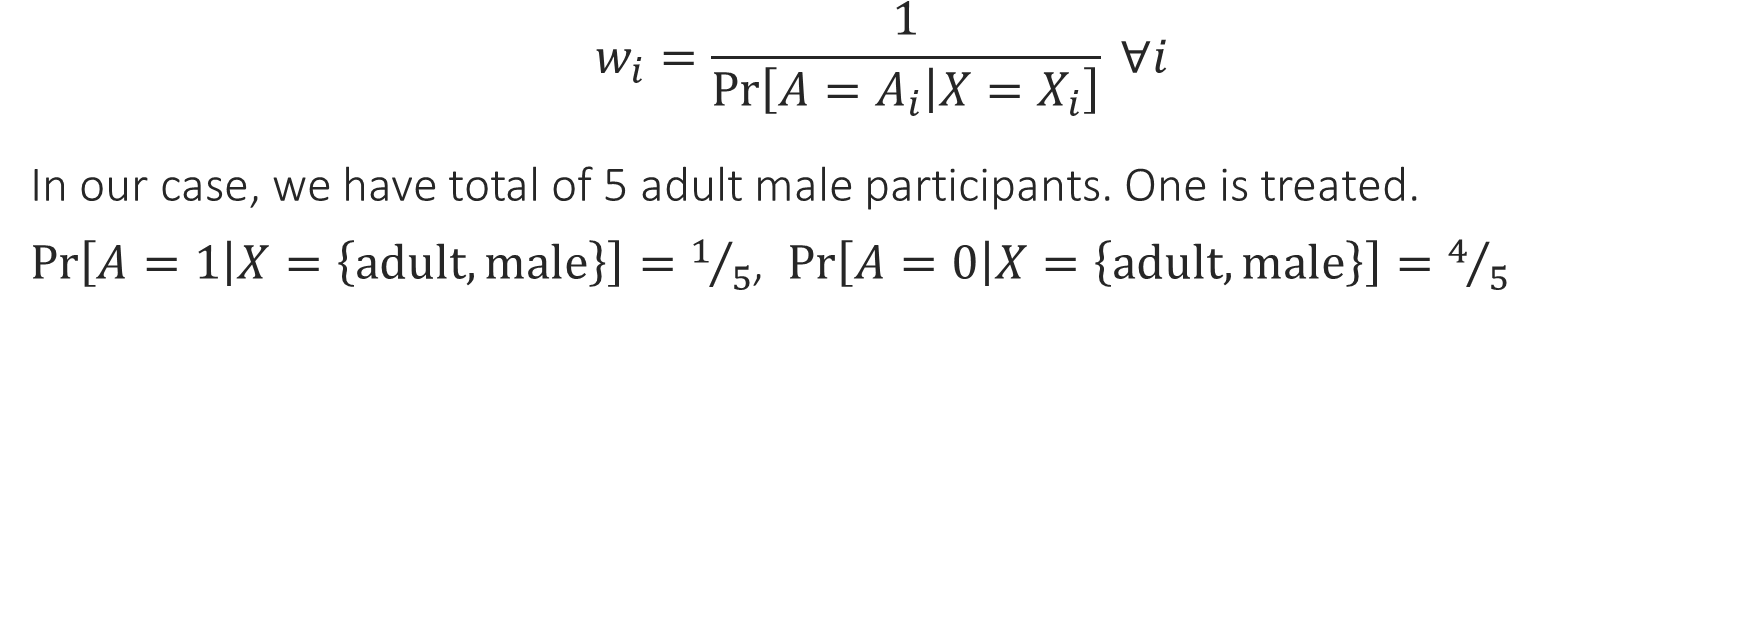 w_i = 1 / Pr[A = A_i|X = X_i] ∀i
In our case, we have total of 5 adult male participants. One is treated.
Pr[A = 1|X = {adult, male}] = 1/5, Pr[A = 0|X = {adult, male}] = 4/5